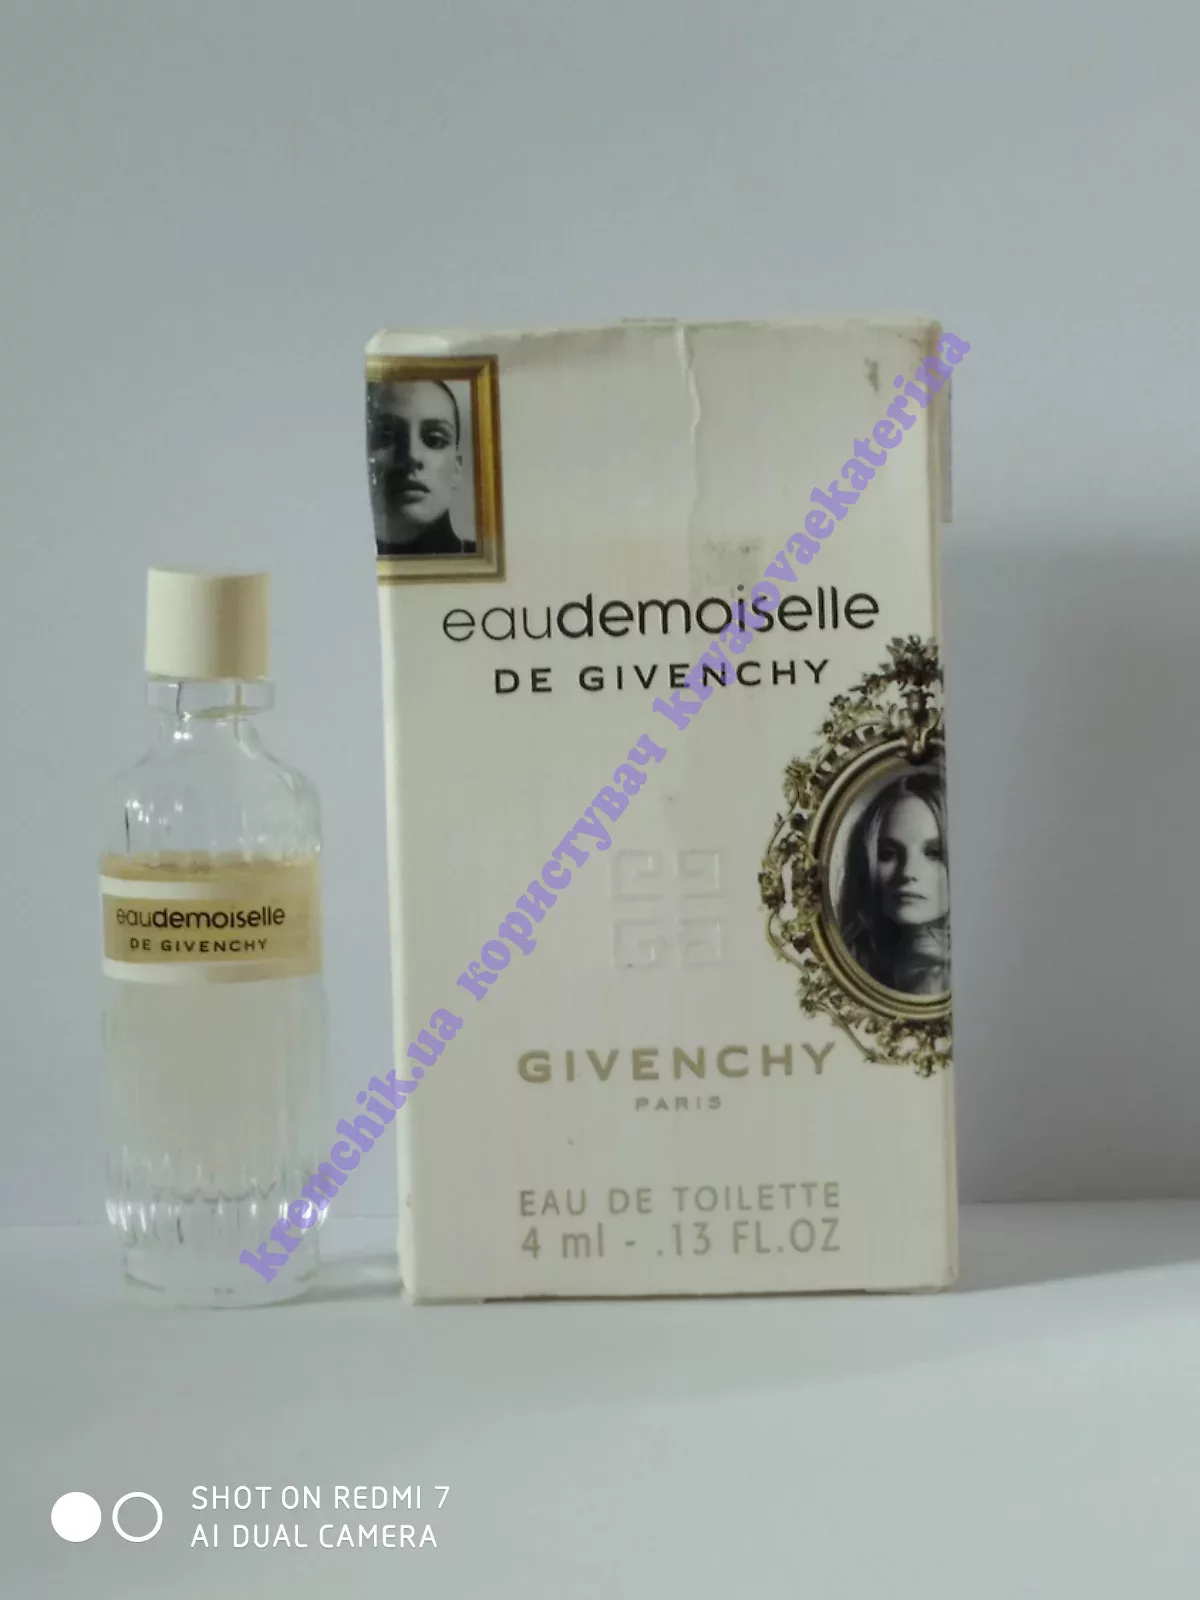 eaudemoiselle
DE GIVENCHY
GIVENCHY
PARIS
EAU DE TOILETTE
4 ml - .13 FL.OZ
eaudemoiselle
DE GIVENCHY
kremchik.ua користувач kryatovaekaterina
SHOT ON REDMI 7
AI DUAL CAMERA